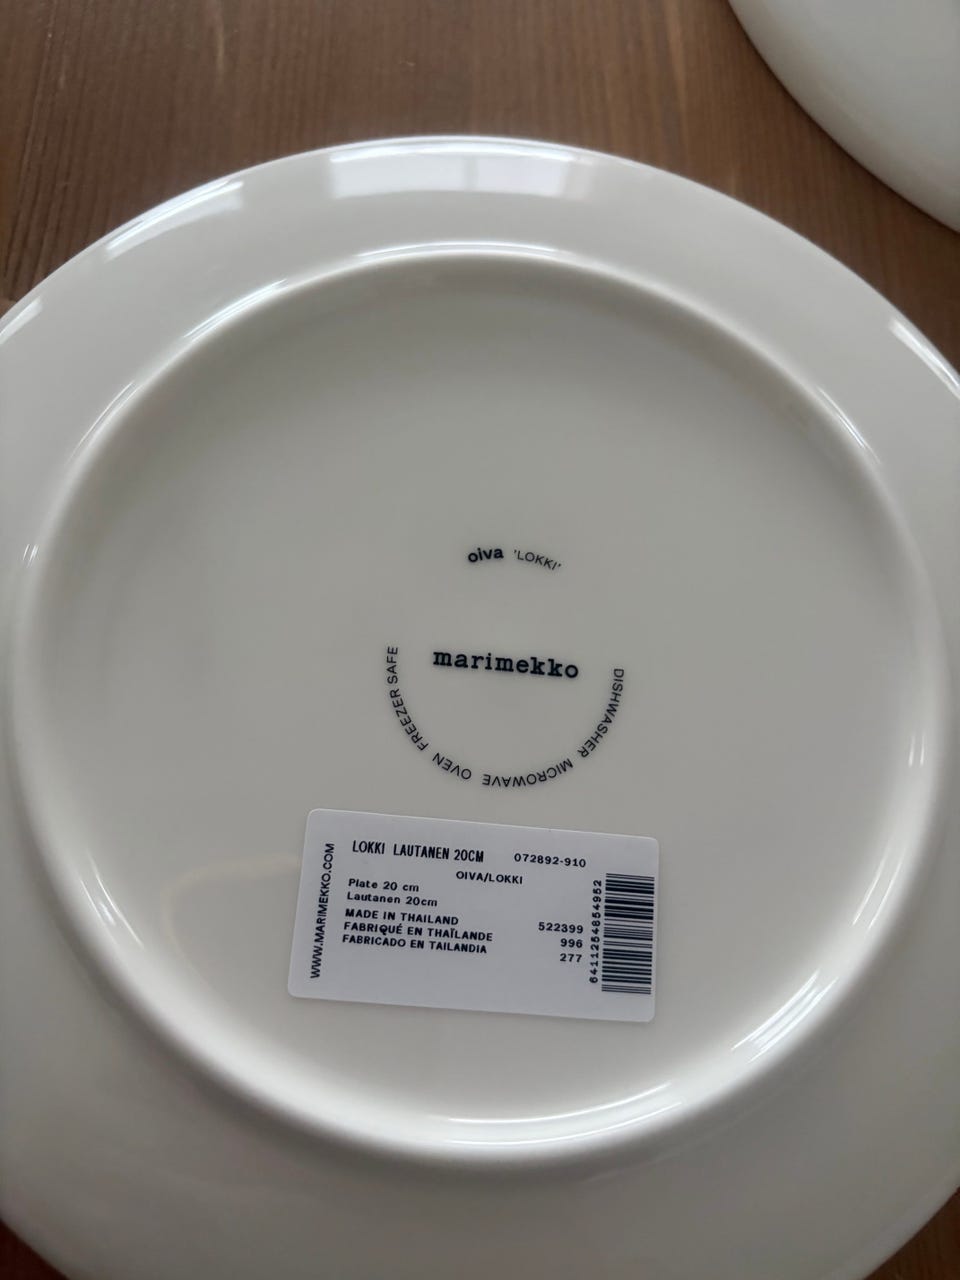 oiva 'LOKKI'
marimekko
DISHWASHER MICROWAVE OVEN FREEZER SAFE
WWW.MARIMEKKO.COM
LOKKI LAUTANEN 20CM 072892-910
OIVA/LOKKI
Plate 20 cm
Lautanen 20cm
MADE IN THAILAND 522399
FABRIQUÉ EN THAÏLANDE 996
FABRICADO EN TAILANDIA 277
6411254854952